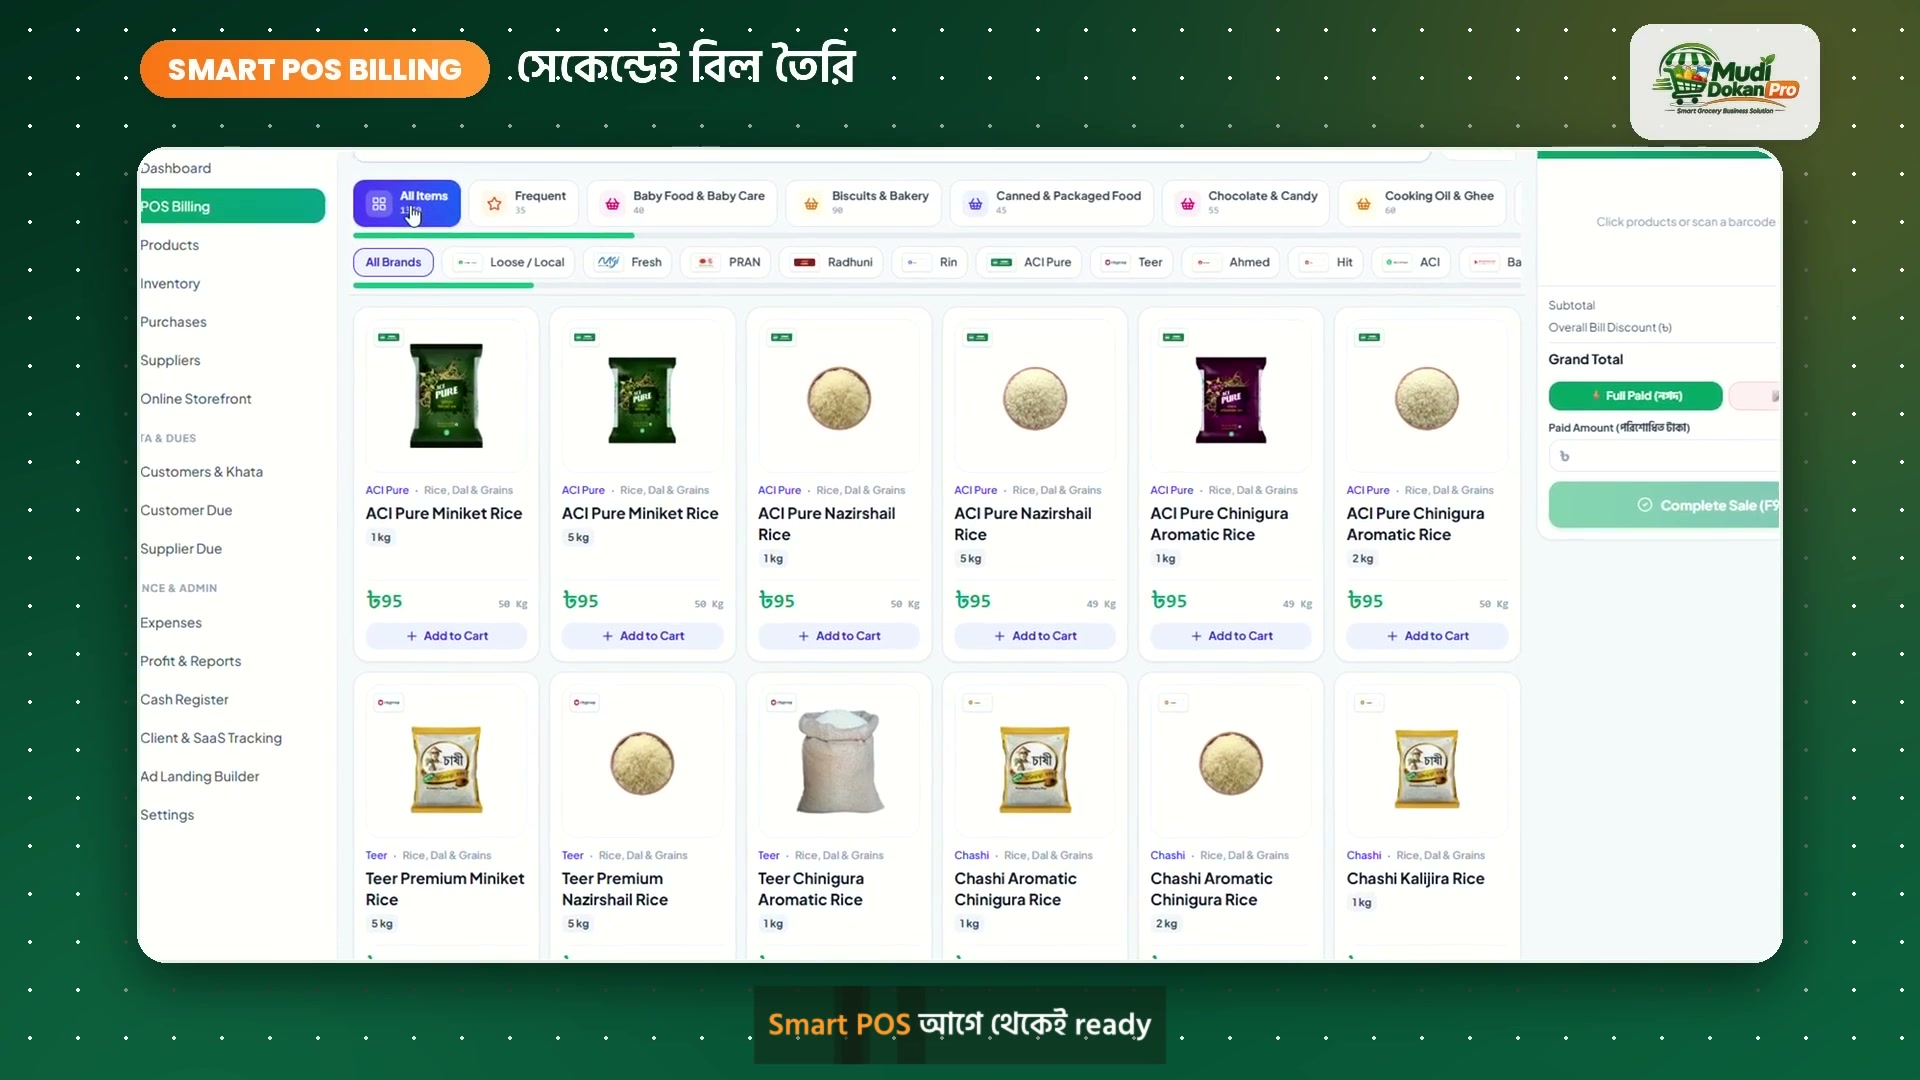 SMART POS BILLING সেকেন্ডেই বিল তৈরি
Mudi
Dokan Pro
Smart Grocery Business Solution
Dashboard
POS Billing
Products
Inventory
Purchases
Suppliers
Online Storefront
TA & DUES
Customers & Khata
Customer Due
Supplier Due
NCE & ADMIN
Expenses
Profit & Reports
Cash Register
Client & SaaS Tracking
Ad Landing Builder
Settings
All Items
Frequent
35
Baby Food & Baby Care
40
Biscuits & Bakery
90
Canned & Packaged Food
45
Chocolate & Candy
55
Cooking Oil & Ghee
60
All Brands
Loose / Local
Fresh
PRAN
Radhuni
Rin
ACI Pure
Teer
Ahmed
Hit
ACI
Ba
ACI Pure · Rice, Dal & Grains
ACI Pure Miniket Rice
1 kg
৳95 50 Kg
+ Add to Cart
ACI Pure · Rice, Dal & Grains
ACI Pure Miniket Rice
5 kg
৳95 50 Kg
+ Add to Cart
ACI Pure · Rice, Dal & Grains
ACI Pure Nazirshail
Rice
1 kg
৳95 50 Kg
+ Add to Cart
ACI Pure · Rice, Dal & Grains
ACI Pure Nazirshail
Rice
5 kg
৳95 49 Kg
+ Add to Cart
ACI Pure · Rice, Dal & Grains
ACI Pure Chinigura
Aromatic Rice
1 kg
৳95 49 Kg
+ Add to Cart
ACI Pure · Rice, Dal & Grains
ACI Pure Chinigura
Aromatic Rice
2 kg
৳95 50 Kg
+ Add to Cart
Teer · Rice, Dal & Grains
Teer Premium Miniket
Rice
5 kg
Teer · Rice, Dal & Grains
Teer Premium
Nazirshail Rice
5 kg
Teer · Rice, Dal & Grains
Teer Chinigura
Aromatic Rice
1 kg
Chashi · Rice, Dal & Grains
Chashi Aromatic
Chinigura Rice
1 kg
Chashi · Rice, Dal & Grains
Chashi Aromatic
Chinigura Rice
2 kg
Chashi · Rice, Dal & Grains
Chashi Kalijira Rice
1 kg
Click products or scan a barcode
Subtotal
Overall Bill Discount (৳)
Grand Total
Full Paid (নগদ)
Paid Amount (পরিশোধিত টাকা)
৳
Complete Sale (F9
Smart POS আগে থেকেই ready